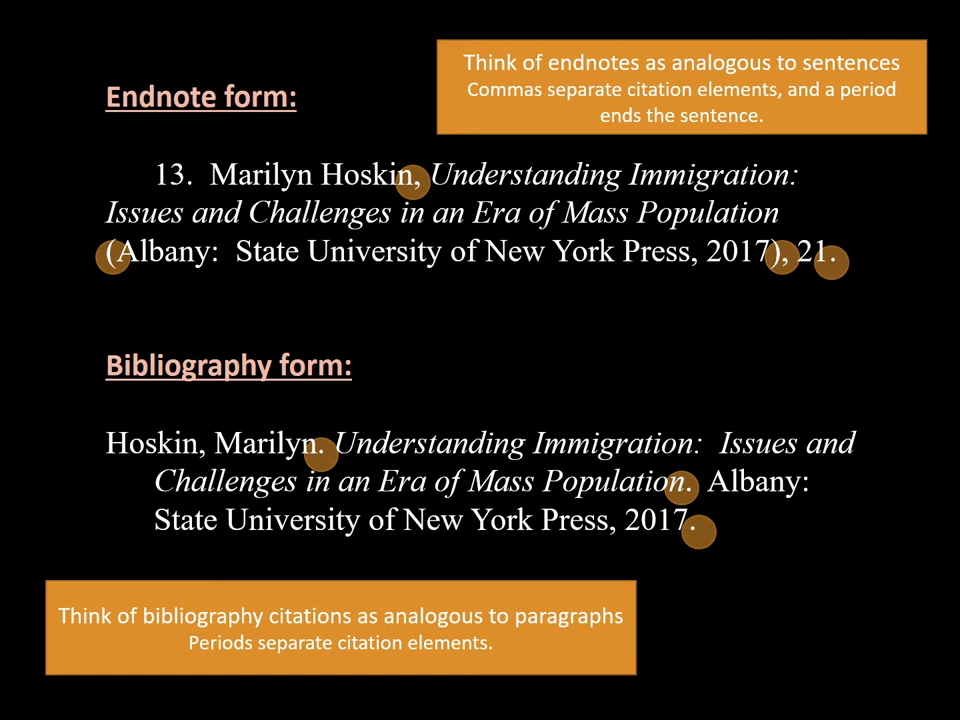 Think of endnotes as analogous to sentences
Commas separate citation elements, and a period
ends the sentence.
Endnote form:
13.  Marilyn Hoskin, Understanding Immigration:
Issues and Challenges in an Era of Mass Population
(Albany:  State University of New York Press, 2017), 21.
Bibliography form:
Hoskin, Marilyn. Understanding Immigration:  Issues and
Challenges in an Era of Mass Population.  Albany:
State University of New York Press, 2017.
Think of bibliography citations as analogous to paragraphs
Periods separate citation elements.